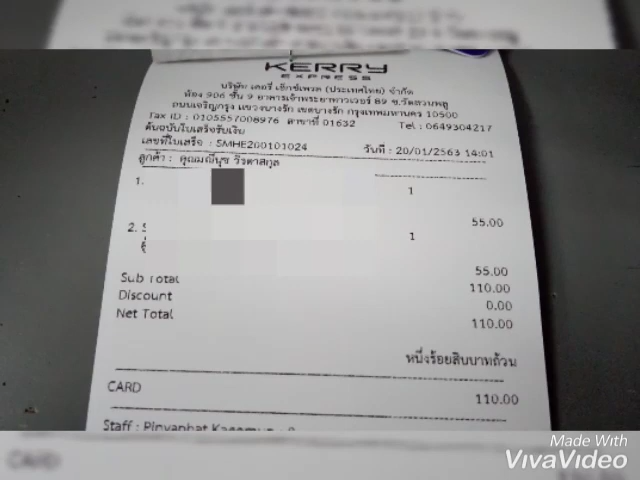 KERRY
EXPRESS
บริษัท เคอรี่ เอ็กซ์เพรส (ประเทศไทย) จำกัด
ห้อง 906 ชั้น 9 อาคารเจ้าพระยาทาวเวอร์ 89 ซ.วัดสวนพลู
ถนนเจริญกรุง แขวงบางรัก เขตบางรัก กรุงเทพมหานคร 10500
Tax ID : 0105557008976 สาขาที่ 01632 Tel : 0649304217
ต้นฉบับใบเสร็จรับเงิน
เลขที่ใบเสร็จ : SMHE200101024 วันที่ : 20/01/2563 14:01
ลูกค้า : คุณมณีนุช
1. 1
55.00
2. 1
55.00
Sub Total 110.00
Discount 0.00
Net Total 110.00
หนึ่งร้อยสิบบาทถ้วน
CARD 110.00
Staff : Pinyaphat
CARD
Made With
VivaVideo